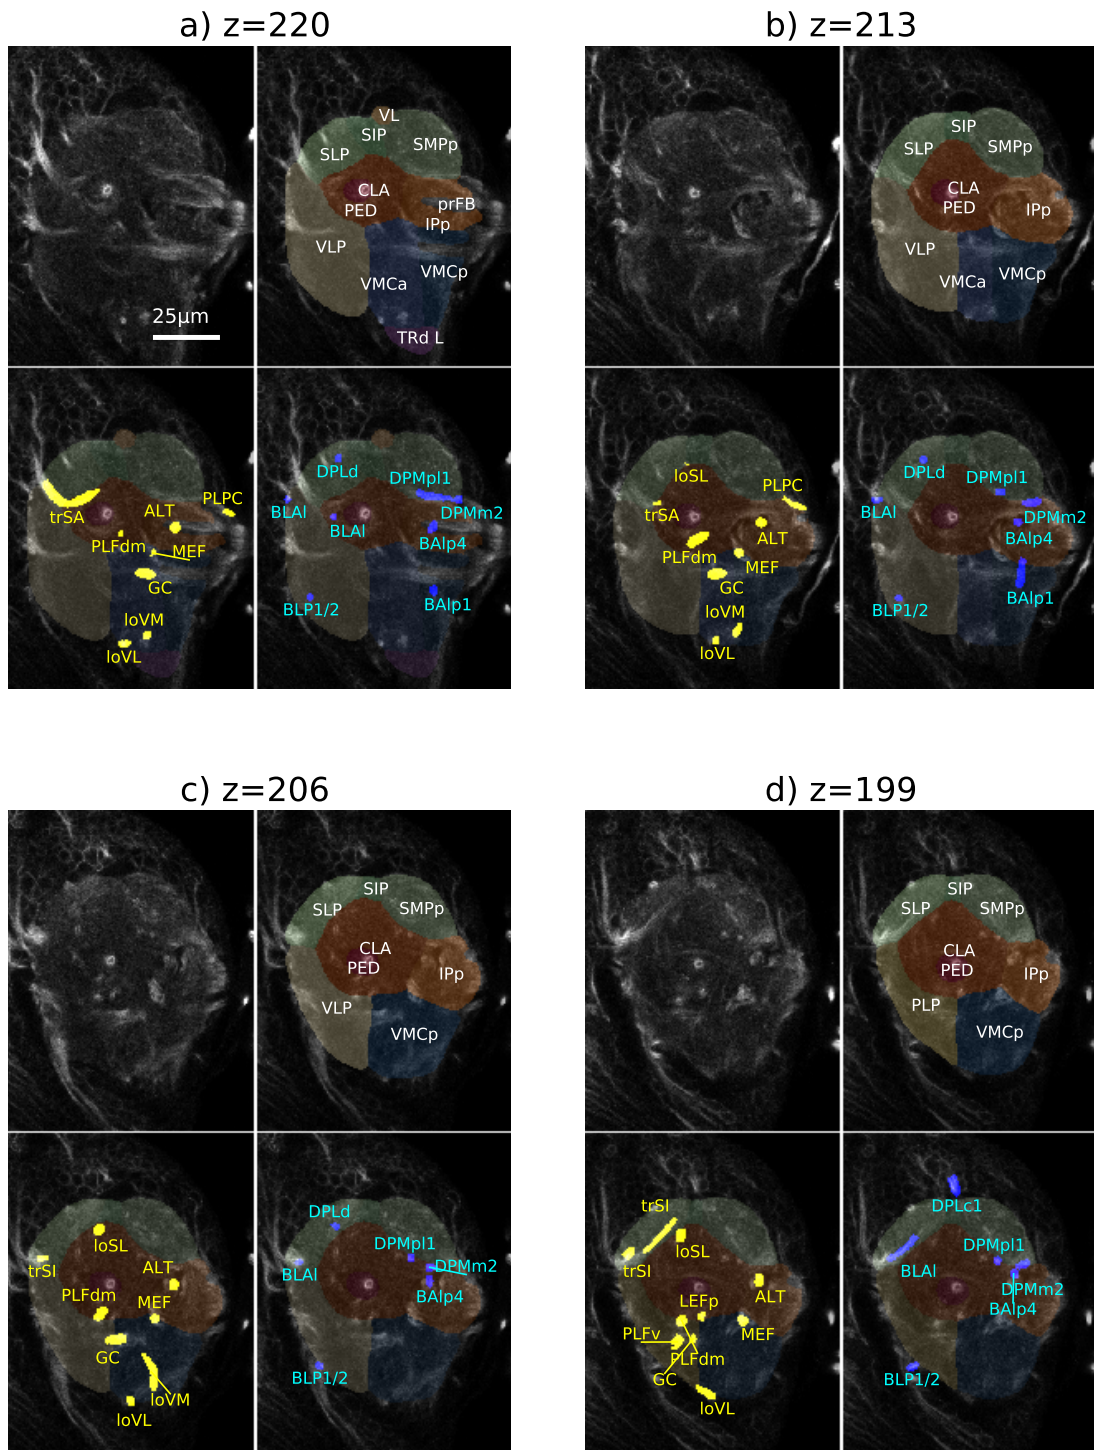 a) z=220
VL
SIP
SMPp
SLP
CLA
PED
prFB
IPp
VLP
VMCp
VMCa
TRd L
25μm
trSA
ALT
PLPC
PLFdm
MEF
GC
loVM
loVL
DPLd
DPMpl1
BLAl
DPMm2
BLAl
BAlp4
BLP1/2
BAlp1
b) z=213
SIP
SLP
SMPp
CLA
PED
IPp
VLP
VMCa
VMCp
loSL
PLPC
trSA
ALT
PLFdm
MEF
GC
loVM
loVL
DPLd
DPMpl1
BLAl
DPMm2
BAlp4
BLP1/2
BAlp1
c) z=206
SIP
SLP
SMPp
CLA
PED
IPp
VLP
VMCp
loSL
trSI
ALT
PLFdm
MEF
GC
loVM
loVL
DPLd
DPMpl1
BLAl
DPMm2
BAlp4
BLP1/2
d) z=199
SIP
SLP
SMPp
CLA
PED
IPp
PLP
VMCp
trSI
loSL
trSI
ALT
LEFp
PLFv
MEF
PLFdm
GC
loVL
DPLc1
DPMpl1
BLAl
DPMm2
BAlp4
BLP1/2